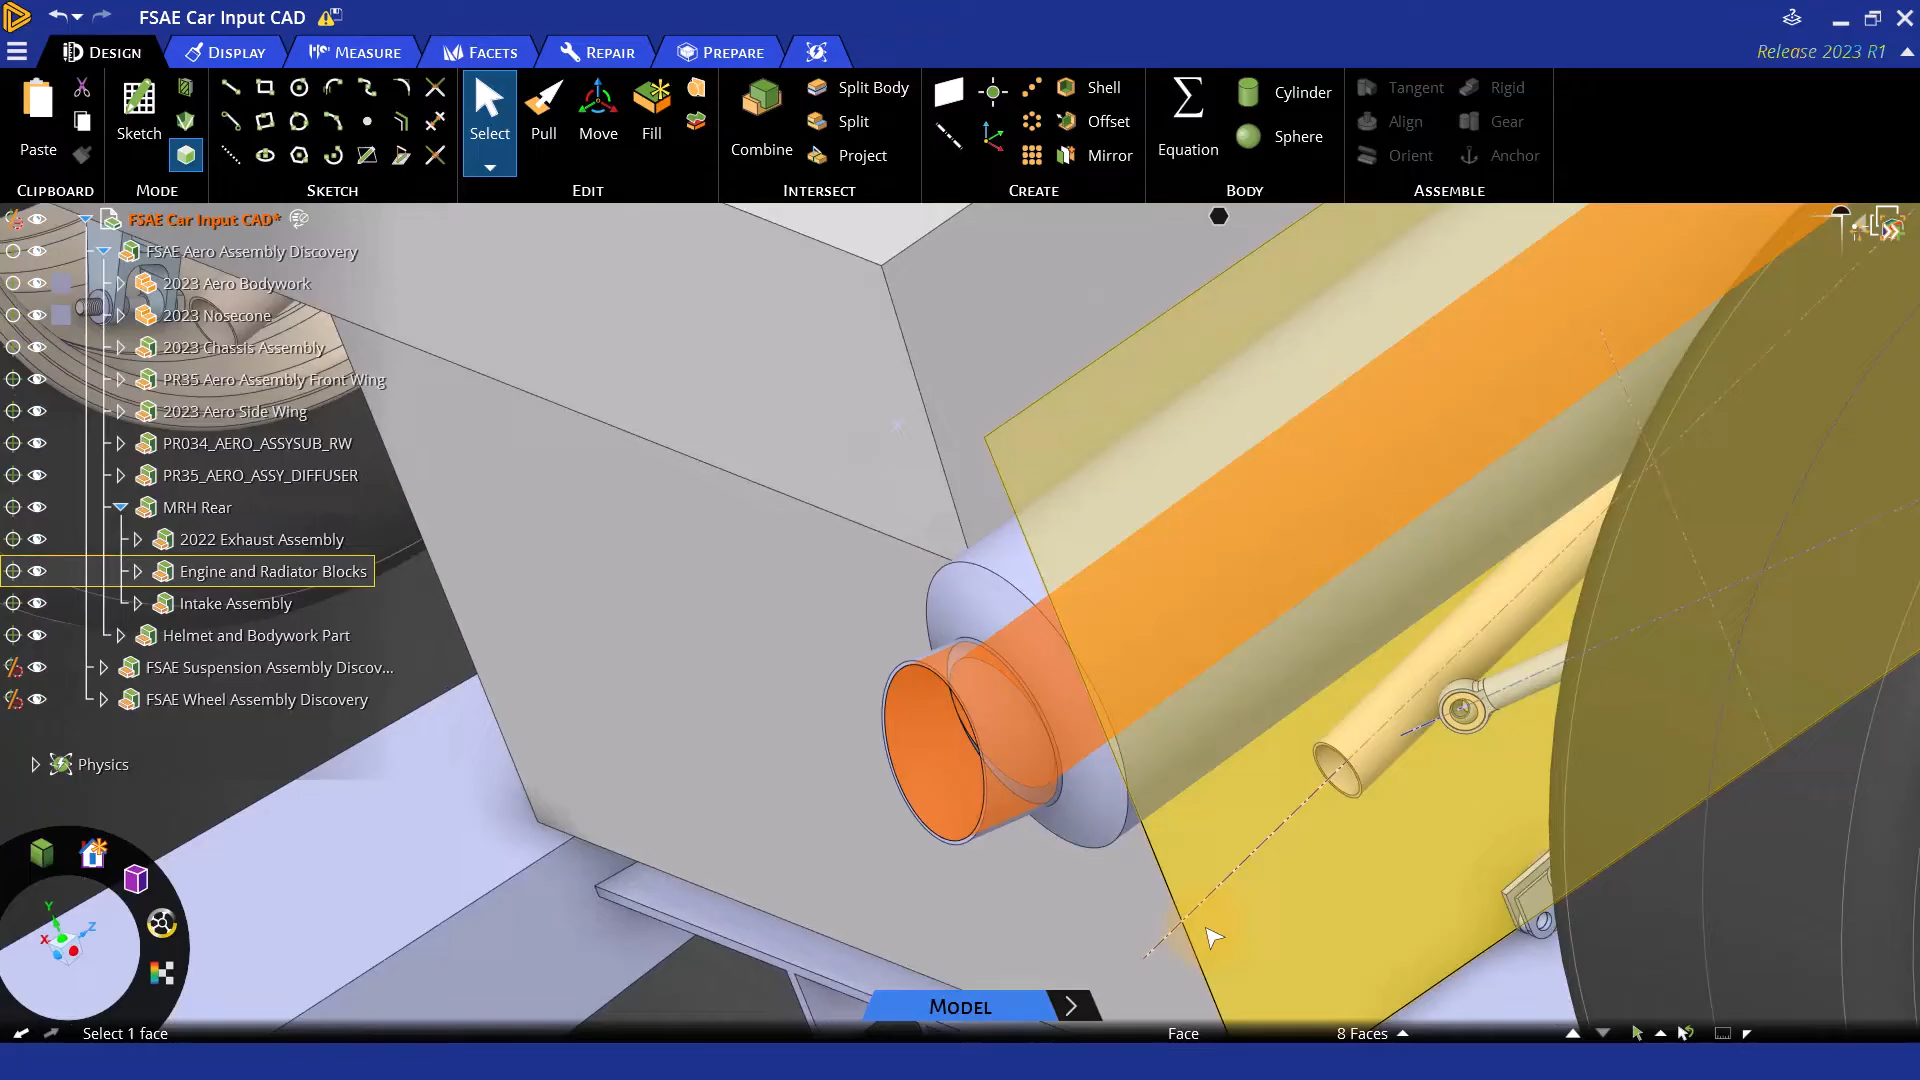 FSAE Car Input CAD
DESIGN
DISPLAY
MEASURE
FACETS
REPAIR
PREPARE
Release 2023 R1
Paste
Sketch
Select
Pull
Move
Fill
Combine
Split Body
Split
Project
Shell
Offset
Mirror
Equation
Cylinder
Sphere
Tangent
Align
Orient
Rigid
Gear
Anchor
CLIPBOARD
MODE
SKETCH
EDIT
INTERSECT
CREATE
BODY
ASSEMBLE
FSAE Car Input CAD*
FSAE Aero Assembly Discovery
2023 Aero Bodywork
2023 Nosecone
2023 Chassis Assembly
PR35 Aero Assembly Front Wing
2023 Aero Side Wing
PR034_AERO_ASSYSUB_RW
PR35_AERO_ASSY_DIFFUSER
MRH Rear
2022 Exhaust Assembly
Engine and Radiator Blocks
Intake Assembly
Helmet and Bodywork Part
FSAE Suspension Assembly Discov...
FSAE Wheel Assembly Discovery
Physics
Y
X
Z
MODEL
Select 1 face
Face
8 Faces